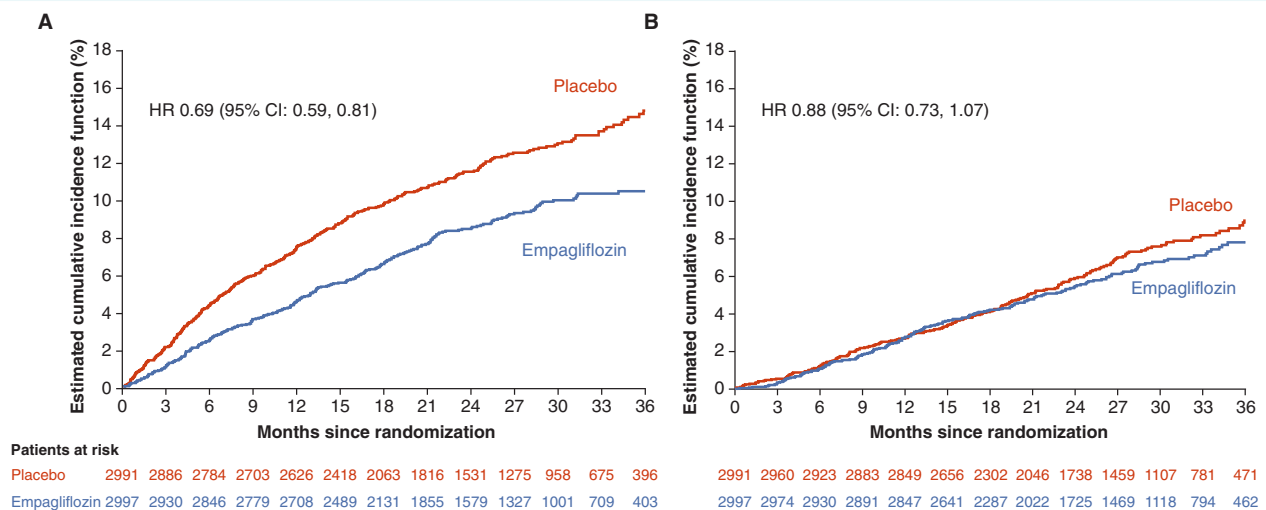 A
Estimated cumulative incidence function (%)
18
16
14
12
10
8
6
4
2
0
HR 0.69 (95% CI: 0.59, 0.81)
Placebo
Empagliflozin
0 3 6 9 12 15 18 21 24 27 30 33 36
Months since randomization
B
Estimated cumulative incidence function (%)
18
16
14
12
10
8
6
4
2
0
HR 0.88 (95% CI: 0.73, 1.07)
Placebo
Empagliflozin
0 3 6 9 12 15 18 21 24 27 30 33 36
Months since randomization
Patients at risk
Placebo 2991 2886 2784 2703 2626 2418 2063 1816 1531 1275 958 675 396 2991 2960 2923 2883 2849 2656 2302 2046 1738 1459 1107 781 471
Empagliflozin 2997 2930 2846 2779 2708 2489 2131 1855 1579 1327 1001 709 403 2997 2974 2930 2891 2847 2641 2287 2022 1725 1469 1118 794 462